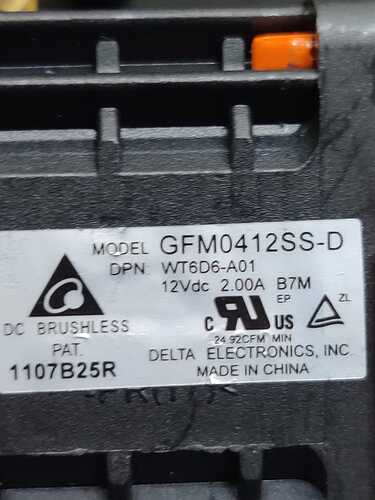 MODEL GFM0412SS-D
DPN: WT6D6-A01
12Vdc 2.00A B7M
EP
ZL
c RU US
DC BRUSHLESS
24.92CFM MIN
PAT.
DELTA ELECTRONICS, INC.
1107B25R
MADE IN CHINA